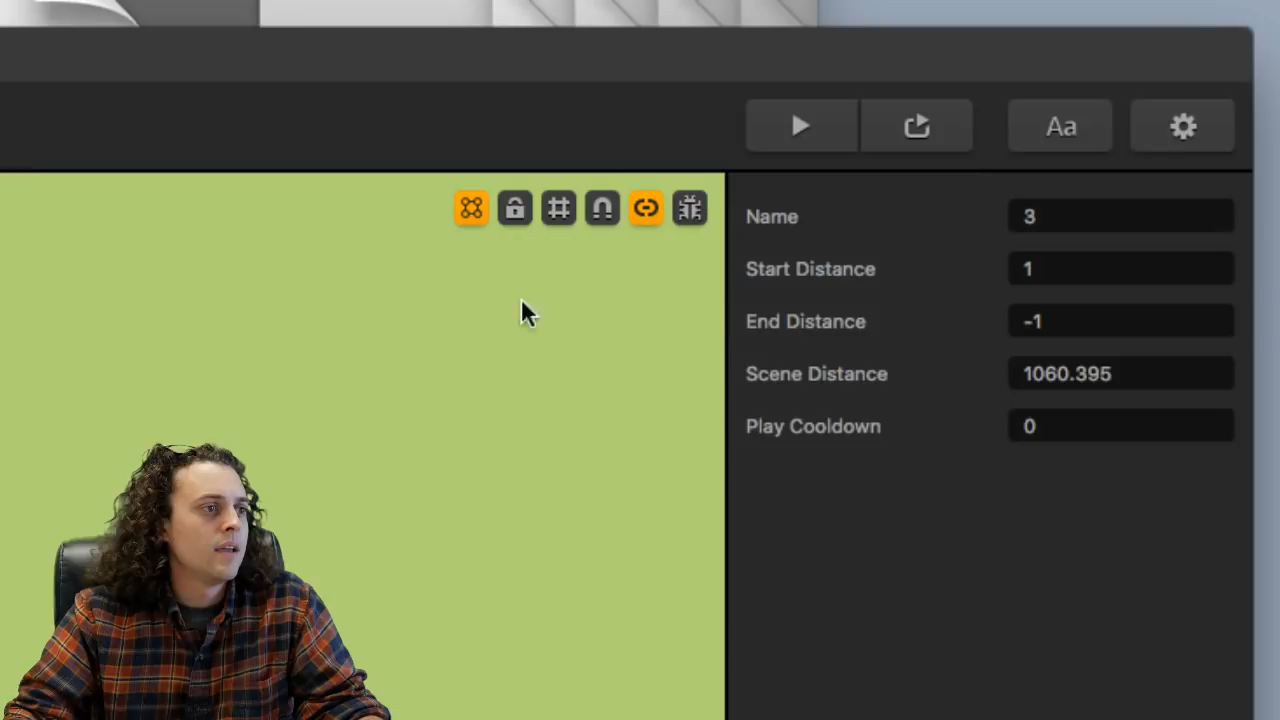 Aa
Name 3
Start Distance 1
End Distance -1
Scene Distance 1060.395
Play Cooldown 0